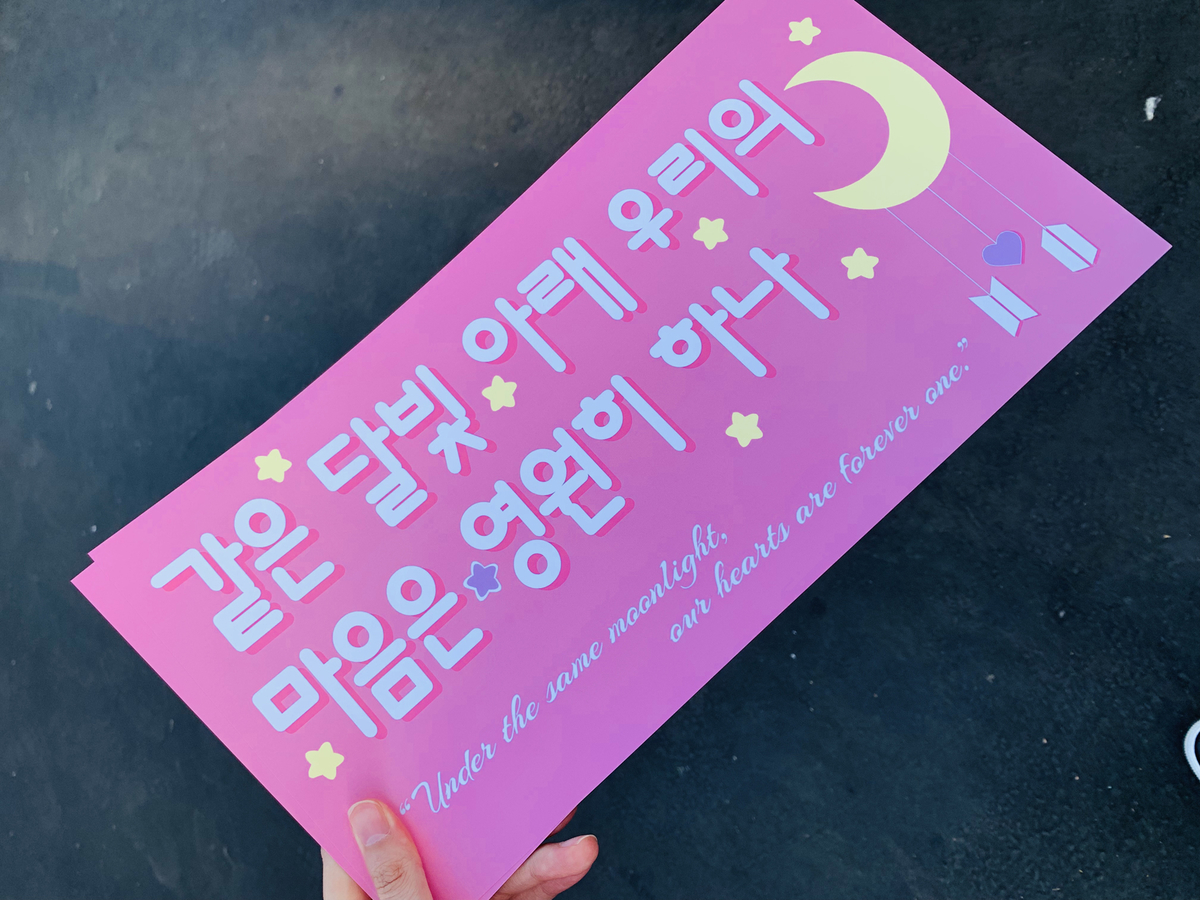 같은 달빛 아래 우리의
마음은 영원히 하나
“Under the same moonlight,
our hearts are forever one.”